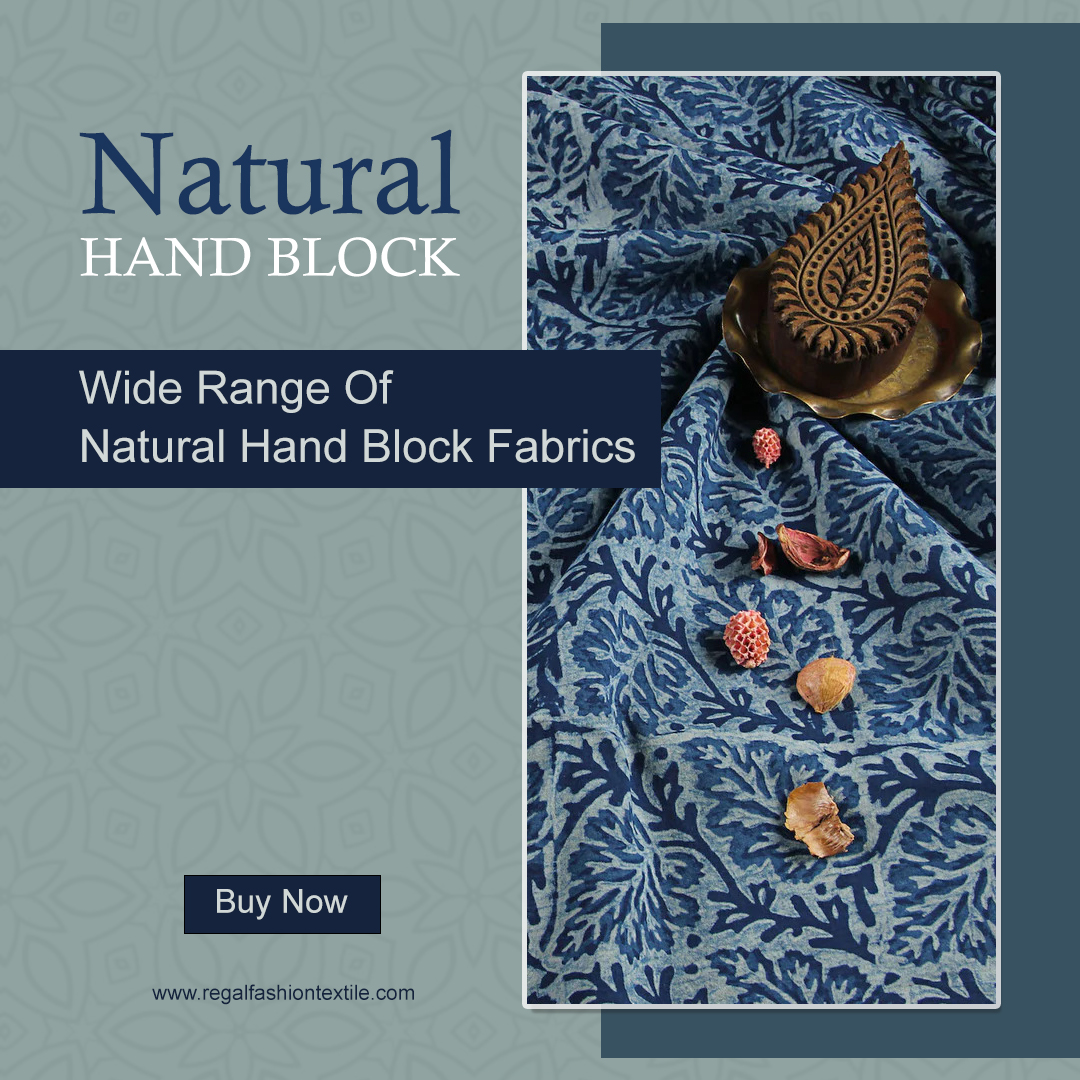 Natural
HAND BLOCK
Wide Range Of
Natural Hand Block Fabrics
Buy Now
www.regalfashiontextile.com